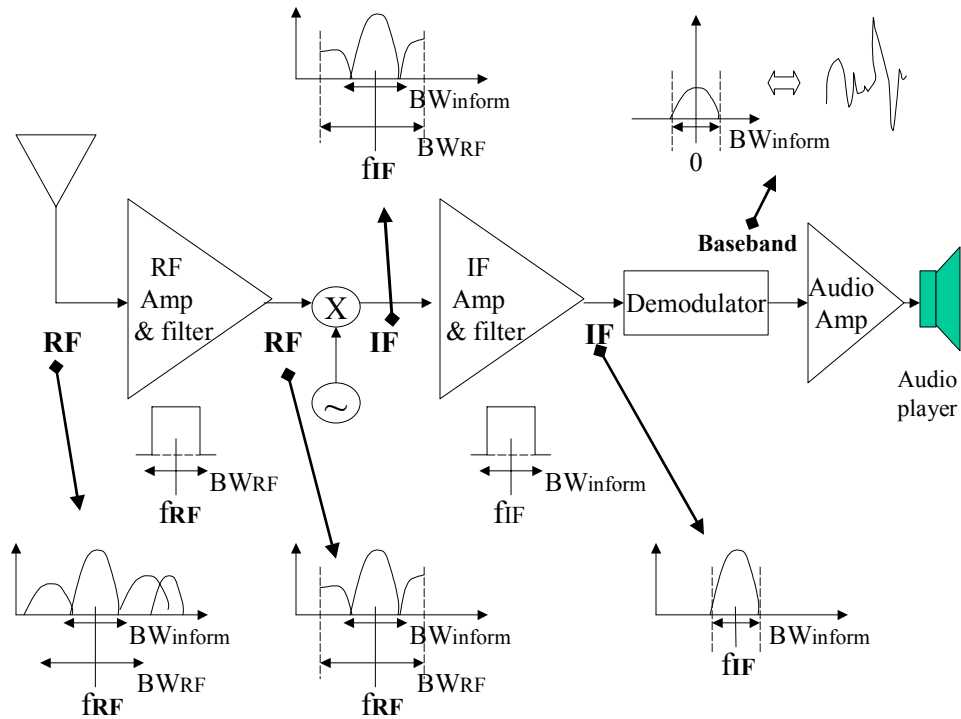 BWinform
BWRF
fIF
BWinform
0
Baseband
RF
Amp
& filter
X
IF
Amp
& filter
Demodulator
Audio
Amp
RF
RF
IF
IF
~
Audio
player
BWRF
fRF
BWinform
fIF
BWinform
BWRF
fRF
BWinform
BWRF
fRF
BWinform
fIF